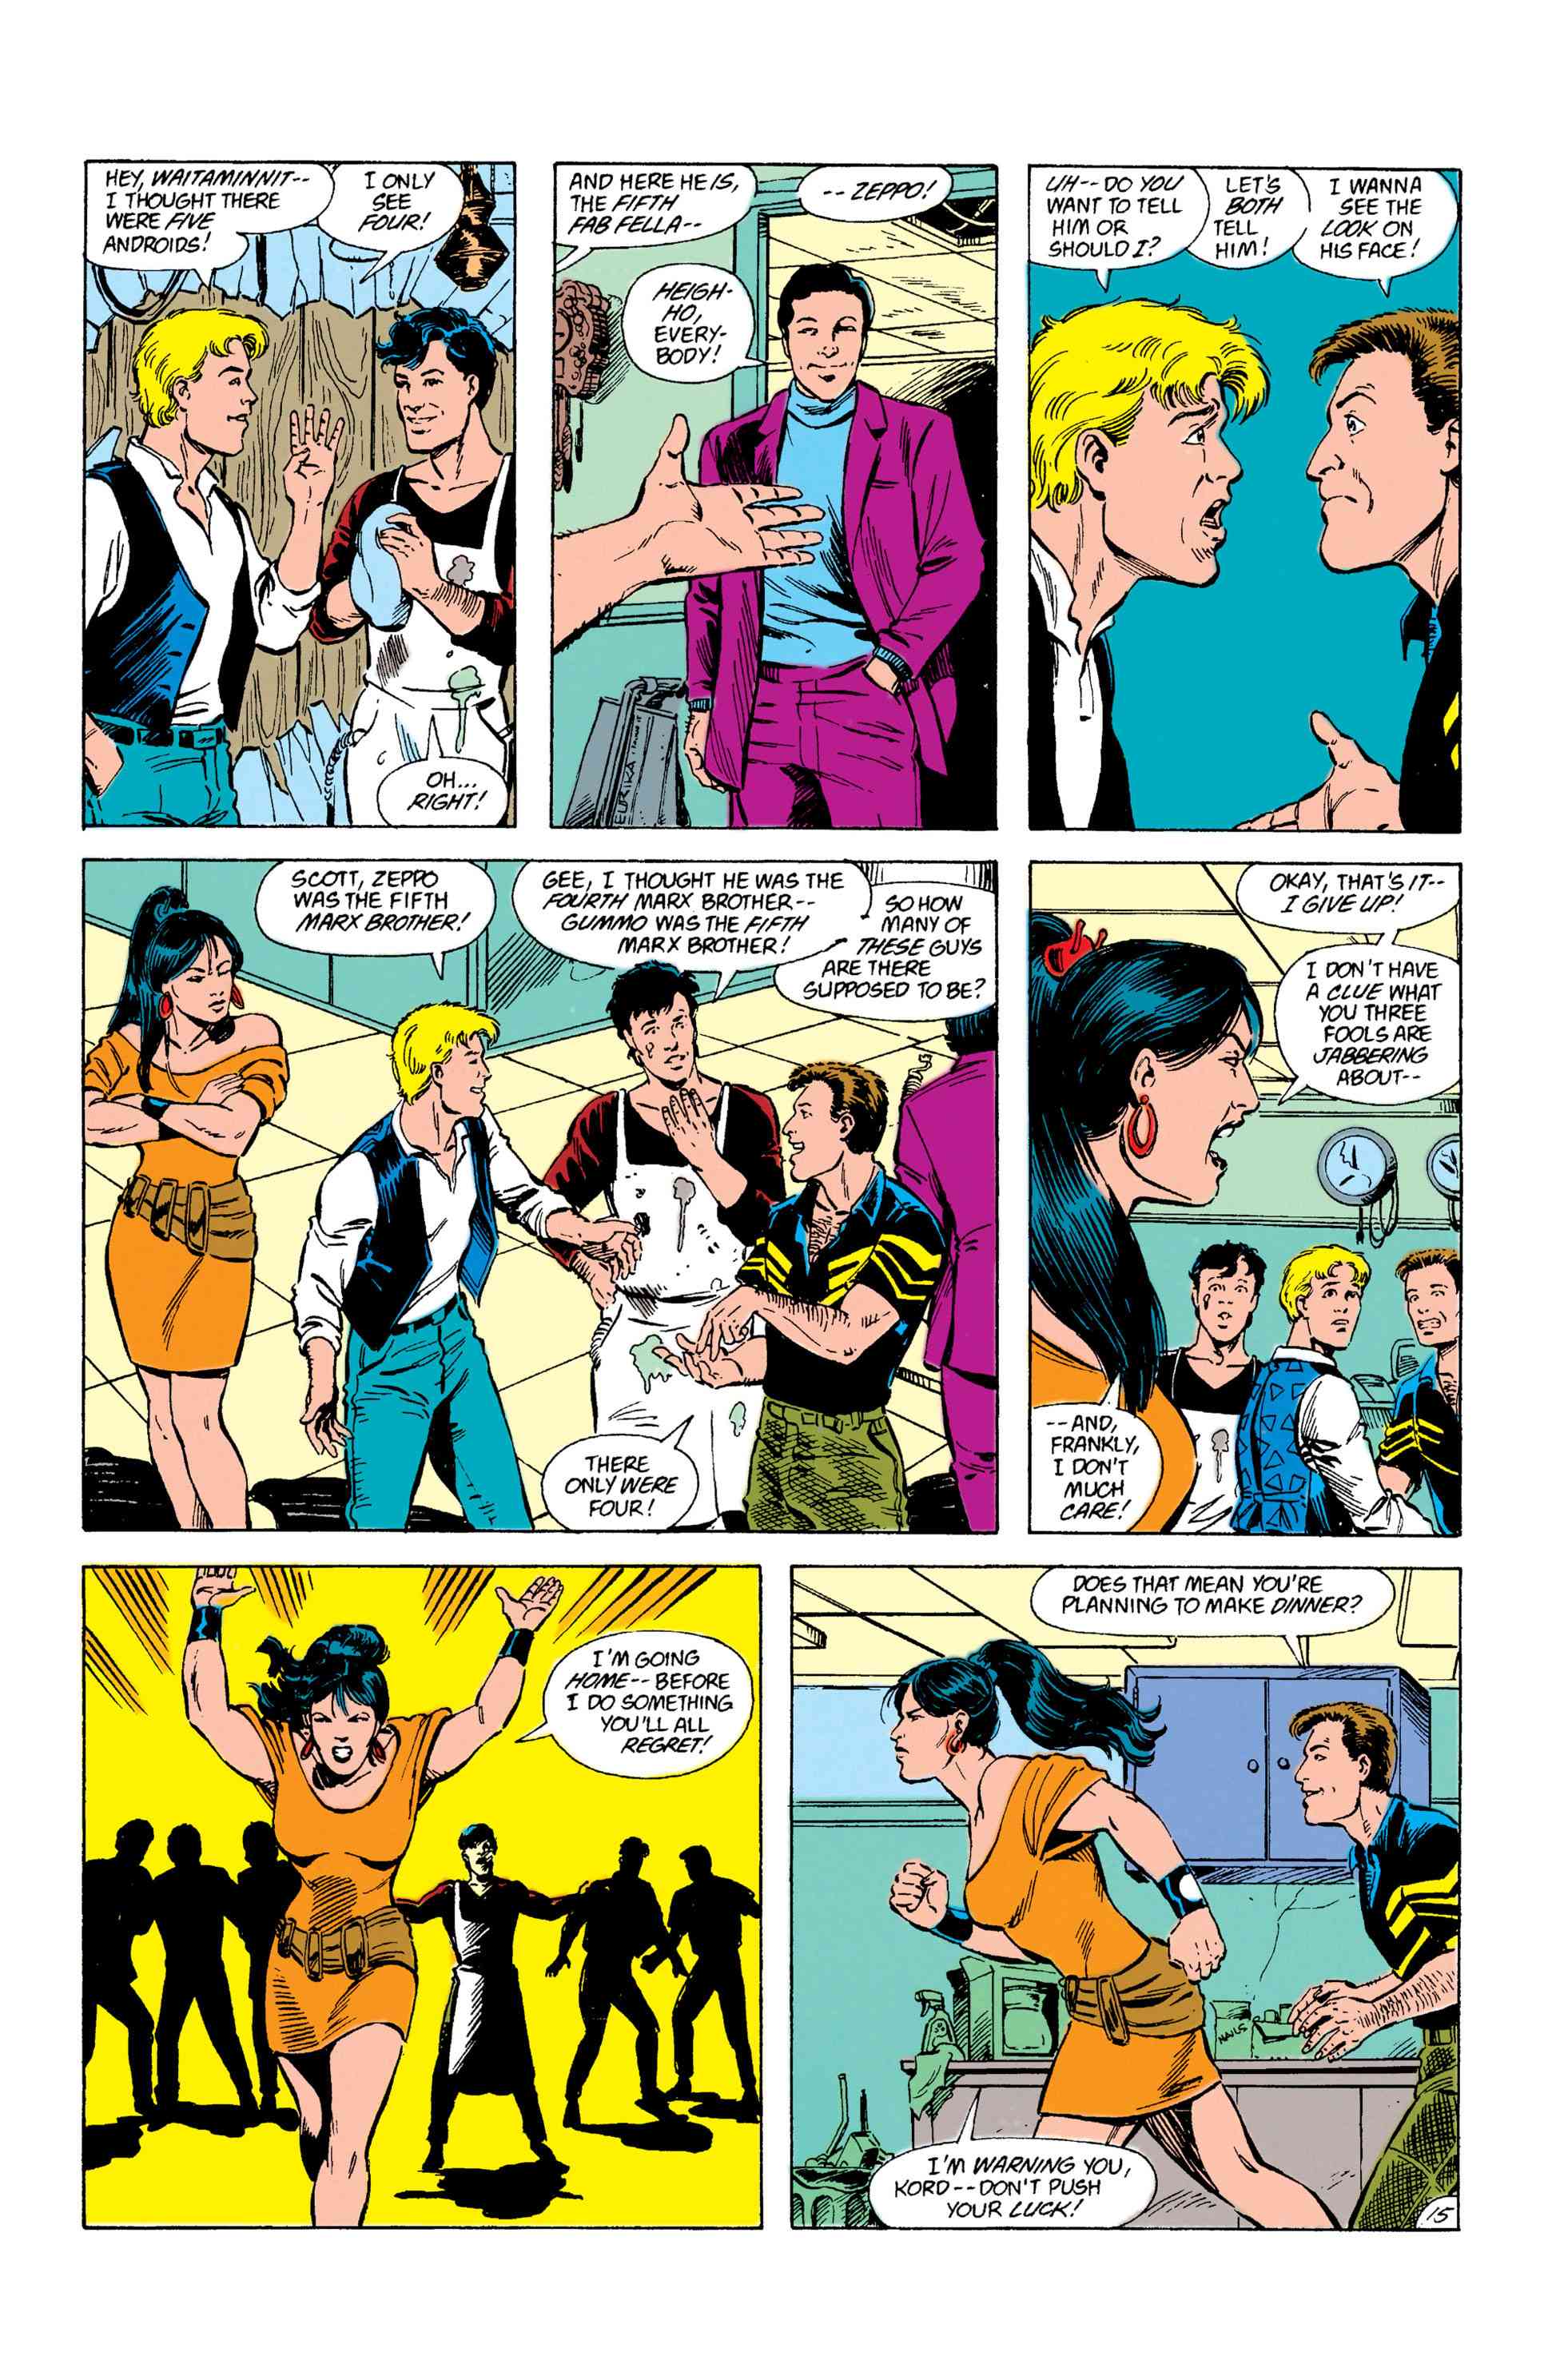 HEY, WAITAMINNIT--
I THOUGHT THERE
WERE FIVE
ANDROIDS!
I ONLY
SEE
FOUR!
OH...
RIGHT!
AND HERE HE IS,
THE FIFTH
FAB FELLA--
-- ZEPPO!
HEIGH-
HO,
EVERY-
BODY!
UH-- DO YOU
WANT TO TELL
HIM OR
SHOULD I?
LET'S
BOTH
TELL
HIM!
I WANNA
SEE THE
LOOK ON
HIS FACE!
SCOTT, ZEPPO
WAS THE FIFTH
MARX BROTHER!
GEE, I THOUGHT HE WAS THE
FOURTH MARX BROTHER--
GUMMO WAS THE FIFTH
MARX BROTHER!
SO HOW
MANY OF
THESE GUYS
ARE THERE
SUPPOSED TO BE?
THERE
ONLY WERE
FOUR!
OKAY, THAT'S IT--
I GIVE UP!
I DON'T HAVE
A CLUE WHAT
YOU THREE
FOOLS ARE
JABBERING
ABOUT--
--AND,
FRANKLY,
I DON'T
MUCH
CARE!
I'M GOING
HOME-- BEFORE
I DO SOMETHING
YOU'LL ALL
REGRET!
DOES THAT MEAN YOU'RE
PLANNING TO MAKE DINNER?
NAILS
I'M WARNING YOU,
KORD--DON'T PUSH
YOUR LUCK!
15